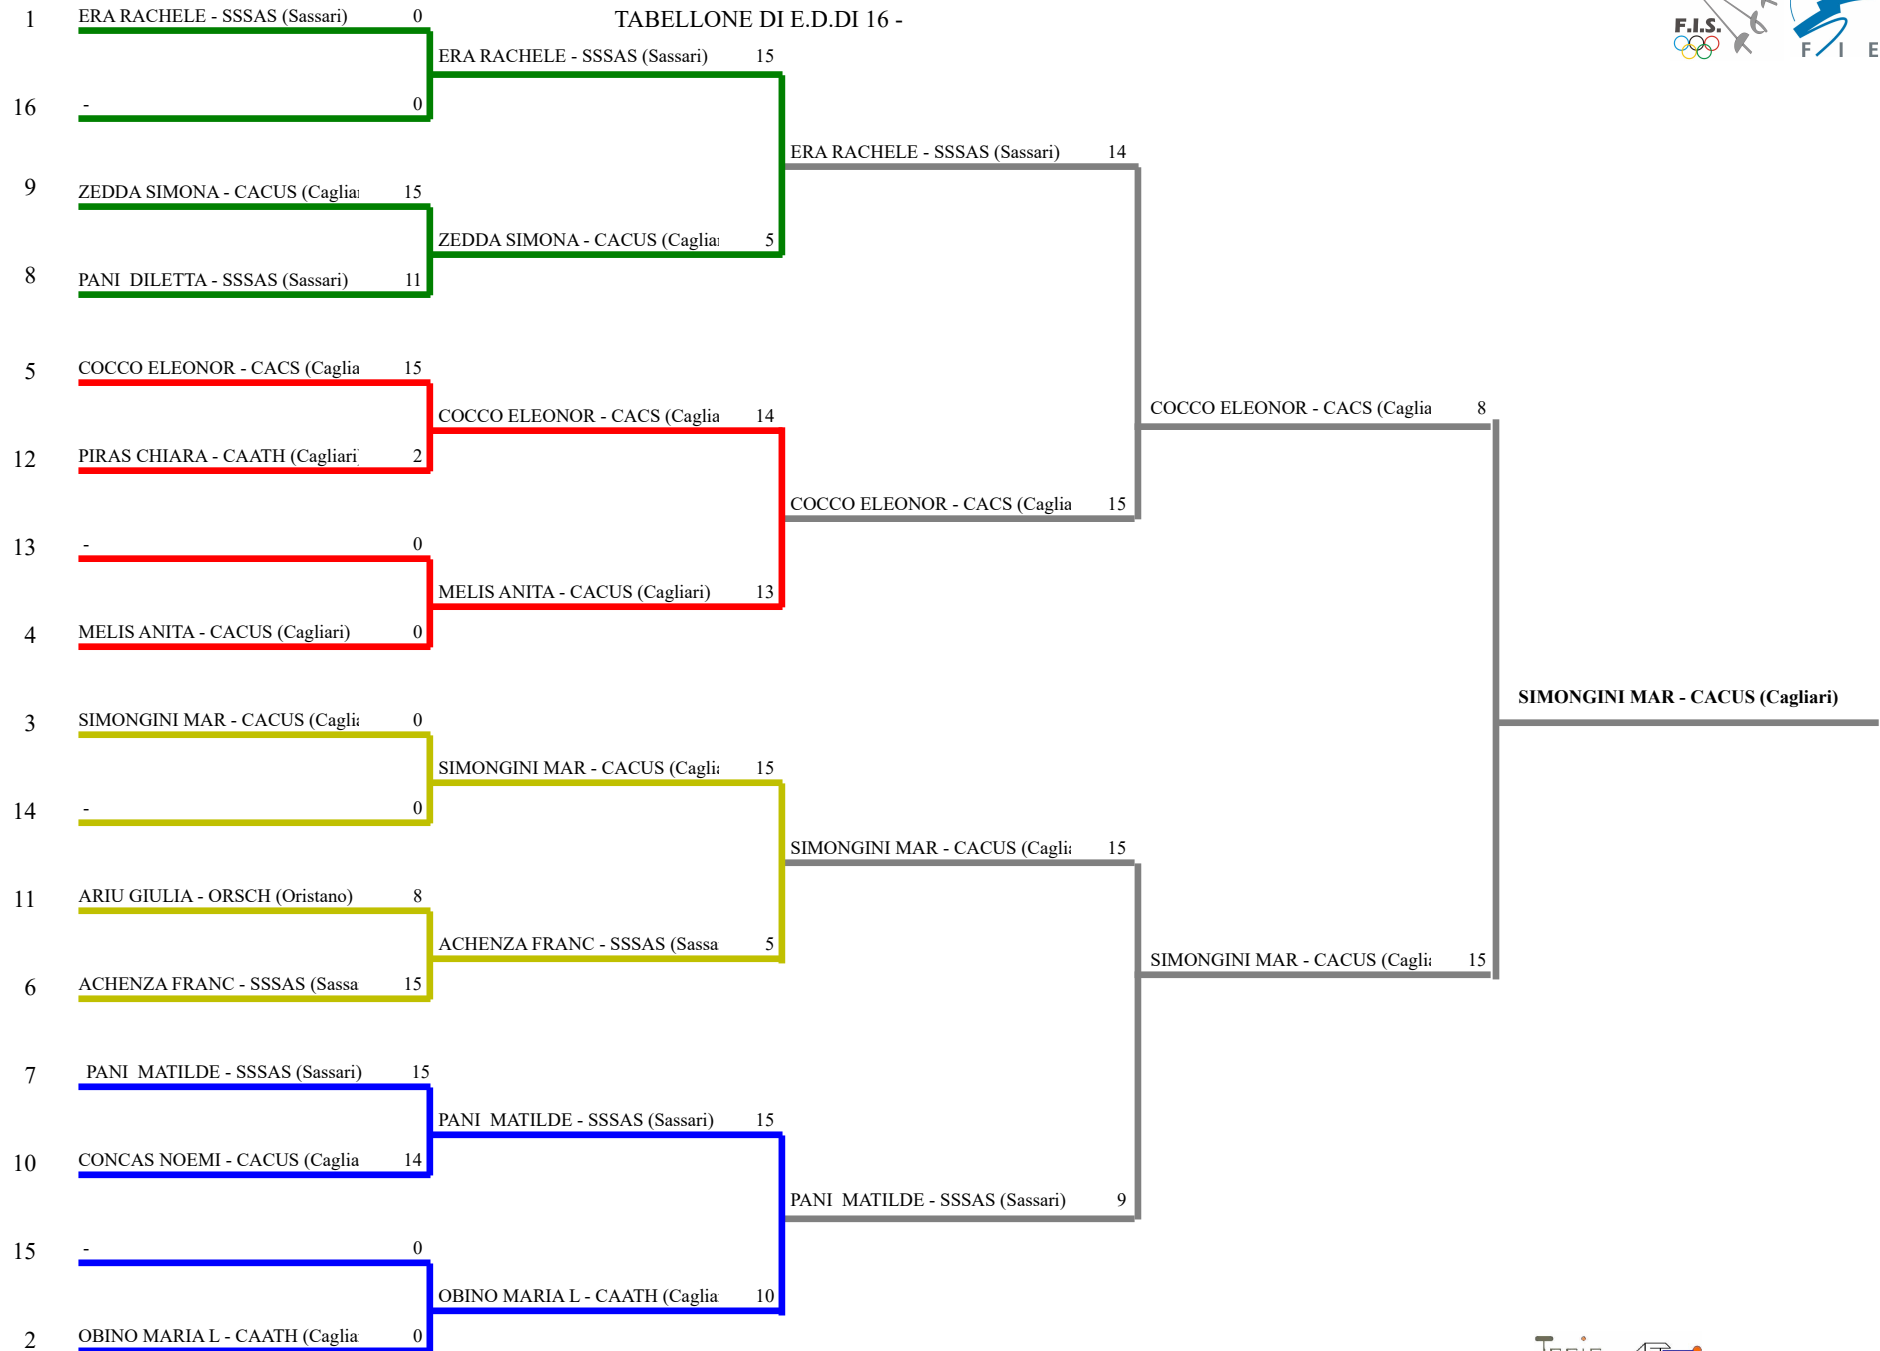 TABELLONE DI E.D.DI 16 -
F.I.S.
F I E
1 ERA RACHELE - SSSAS (Sassari) 0
ERA RACHELE - SSSAS (Sassari) 15
16 - 0
ERA RACHELE - SSSAS (Sassari) 14
9 ZEDDA SIMONA - CACUS (Cagliar 15
ZEDDA SIMONA - CACUS (Cagliar 5
8 PANI DILETTA - SSSAS (Sassari) 11
5 COCCO ELEONOR - CACS (Caglia 15
COCCO ELEONOR - CACS (Caglia 14
COCCO ELEONOR - CACS (Caglia 8
12 PIRAS CHIARA - CAATH (Cagliari) 2
COCCO ELEONOR - CACS (Caglia 15
13 - 0
MELIS ANITA - CACUS (Cagliari) 13
4 MELIS ANITA - CACUS (Cagliari) 0
SIMONGINI MAR - CACUS (Cagliari)
3 SIMONGINI MAR - CACUS (Caglia 0
SIMONGINI MAR - CACUS (Caglia 15
14 - 0
SIMONGINI MAR - CACUS (Caglia 15
11 ARIU GIULIA - ORSCH (Oristano) 8
ACHENZA FRANC - SSSAS (Sassa 5
SIMONGINI MAR - CACUS (Caglia 15
6 ACHENZA FRANC - SSSAS (Sassa 15
7 PANI MATILDE - SSSAS (Sassari) 15
PANI MATILDE - SSSAS (Sassari) 15
10 CONCAS NOEMI - CACUS (Caglia 14
PANI MATILDE - SSSAS (Sassari) 9
15 - 0
OBINO MARIA L - CAATH (Caglia 10
2 OBINO MARIA L - CAATH (Caglia 0